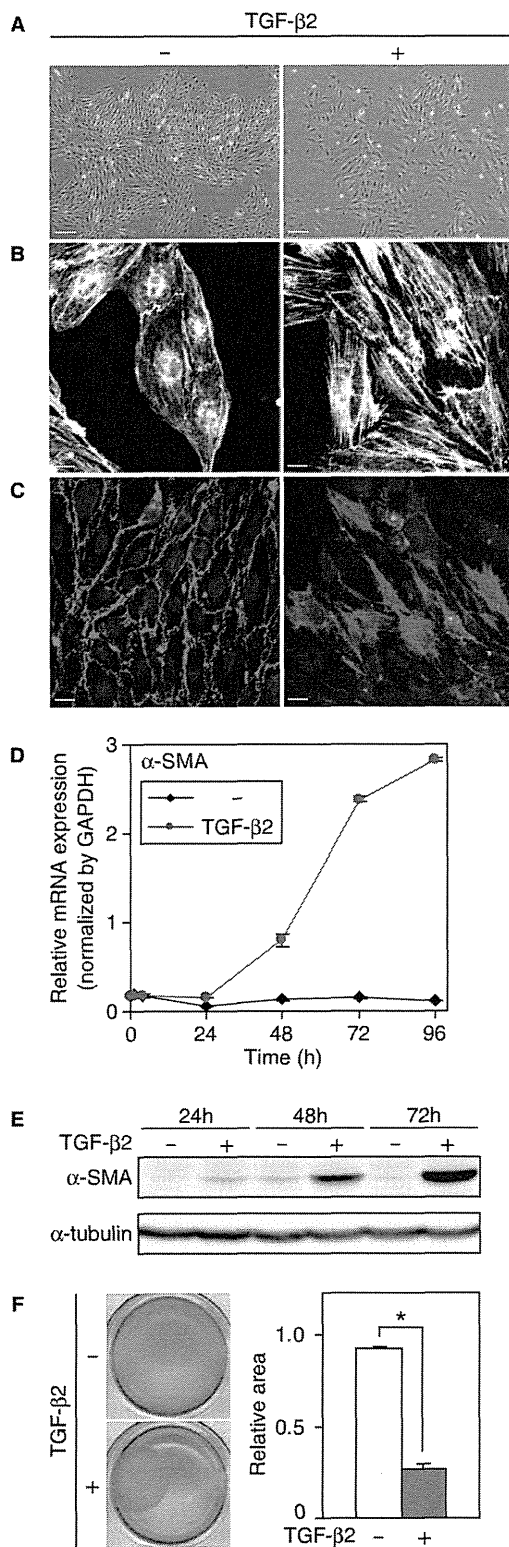 A
TGF-β2
– +
B
C
D
α-SMA
–
TGF-β2
Relative mRNA expression
(normalized by GAPDH)
3
2
1
0
0 24 48 72 96
Time (h)
E
24h 48h 72h
TGF-β2 – + – + – +
α-SMA
α-tubulin
F
TGF-β2
–
+
Relative area
1.0
0.5
0
*
TGF-β2 – +